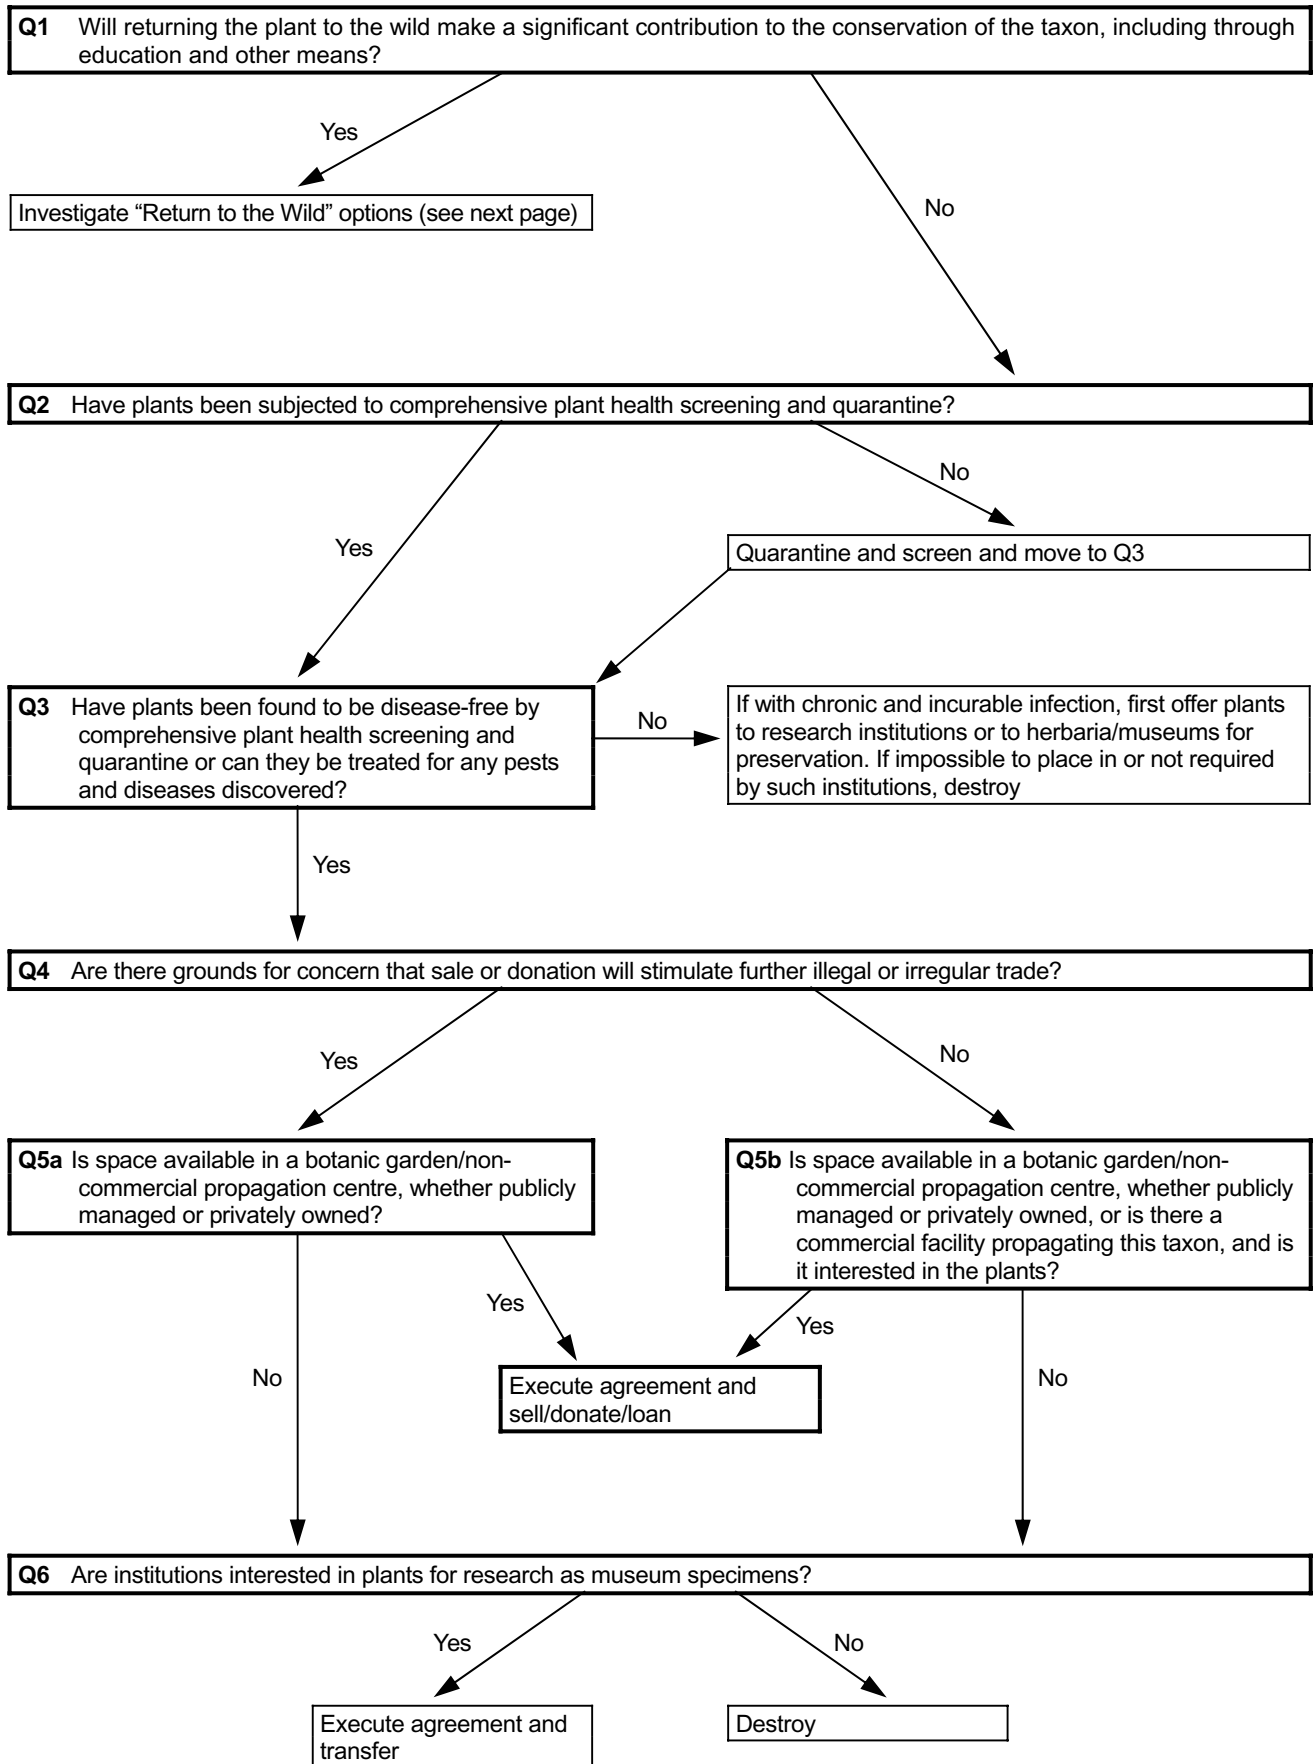 Q1 Will returning the plant to the wild make a significant contribution to the conservation of the taxon, including through
education and other means?
Yes
Investigate “Return to the Wild” options (see next page)
No
Q2 Have plants been subjected to comprehensive plant health screening and quarantine?
No
Yes
Quarantine and screen and move to Q3
Q3 Have plants been found to be disease-free by
comprehensive plant health screening and
quarantine or can they be treated for any pests
and diseases discovered?
No
If with chronic and incurable infection, first offer plants
to research institutions or to herbaria/museums for
preservation. If impossible to place in or not required
by such institutions, destroy
Yes
Q4 Are there grounds for concern that sale or donation will stimulate further illegal or irregular trade?
Yes
No
Q5a Is space available in a botanic garden/non-
commercial propagation centre, whether publicly
managed or privately owned?
Q5b Is space available in a botanic garden/non-
commercial propagation centre, whether publicly
managed or privately owned, or is there a
commercial facility propagating this taxon, and is
it interested in the plants?
Yes
Yes
No
Execute agreement and
sell/donate/loan
No
Q6 Are institutions interested in plants for research as museum specimens?
Yes
No
Execute agreement and
transfer
Destroy